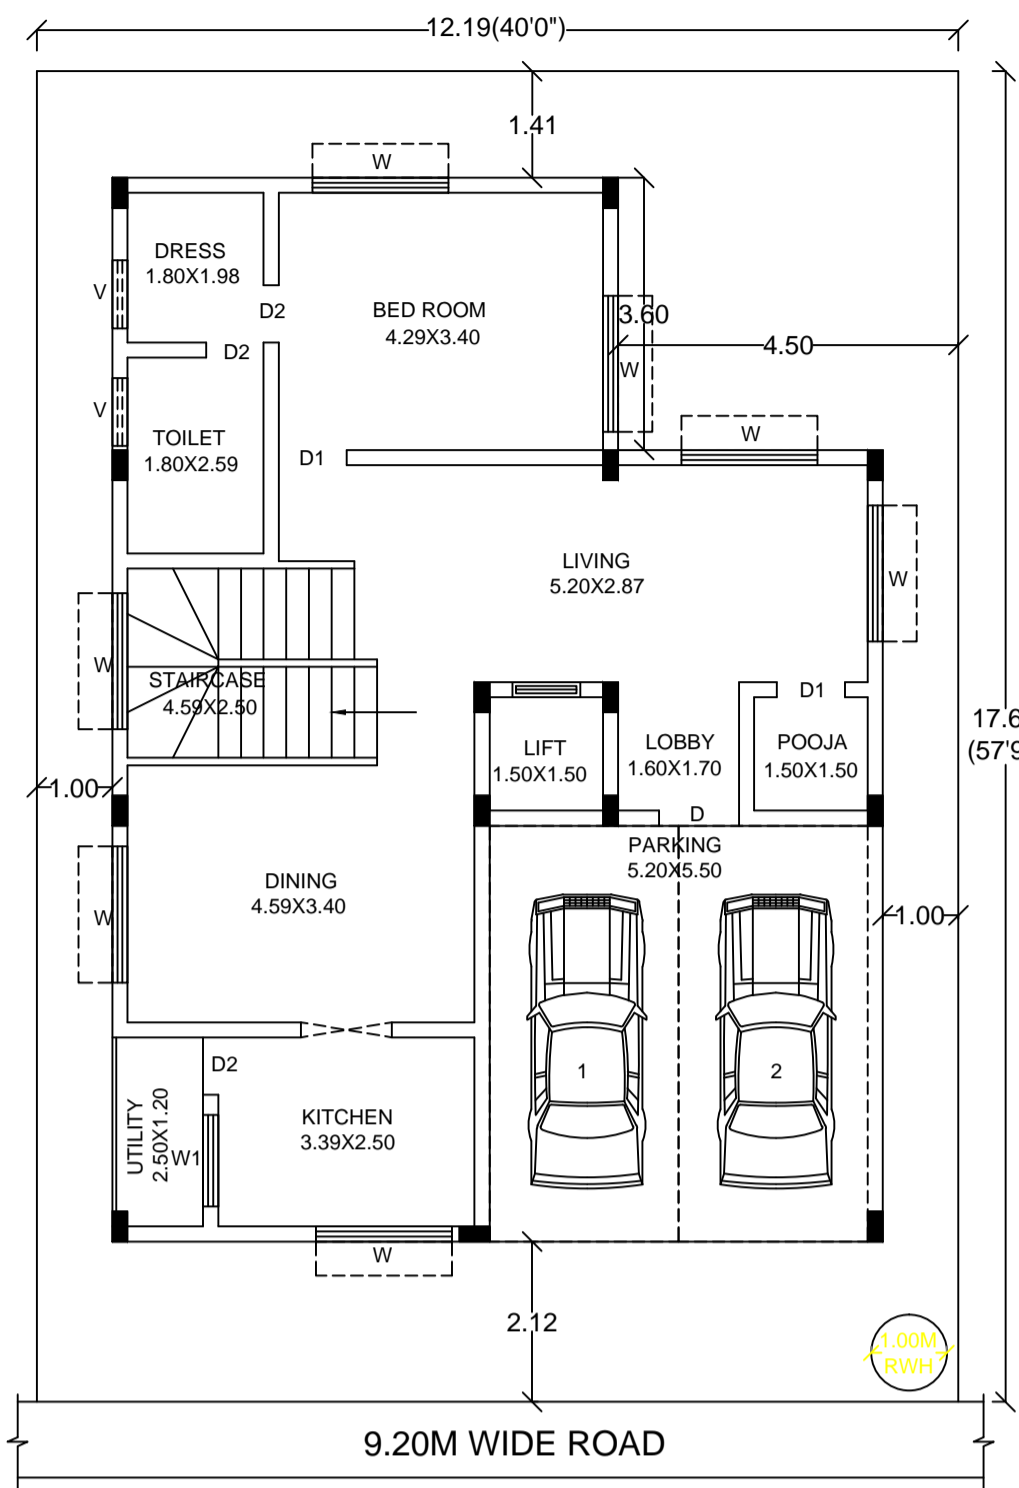 12.19(40'0")
1.41
W
DRESS
1.80X1.98
V
D2
BED ROOM
4.29X3.40
3.60
4.50
D2
W
V
TOILET
1.80X2.59
D1
W
LIVING
5.20X2.87
W
W
STAIRCASE
4.59X2.50
D1
LIFT
1.50X1.50
LOBBY
1.60X1.70
POOJA
1.50X1.50
17.6
(57'9
1.00
D
PARKING
5.20X5.50
DINING
4.59X3.40
W
1.00
D2
1
2
UTILITY
2.50X1.20
W1
KITCHEN
3.39X2.50
W
2.12
1.00M
RWH
9.20M WIDE ROAD